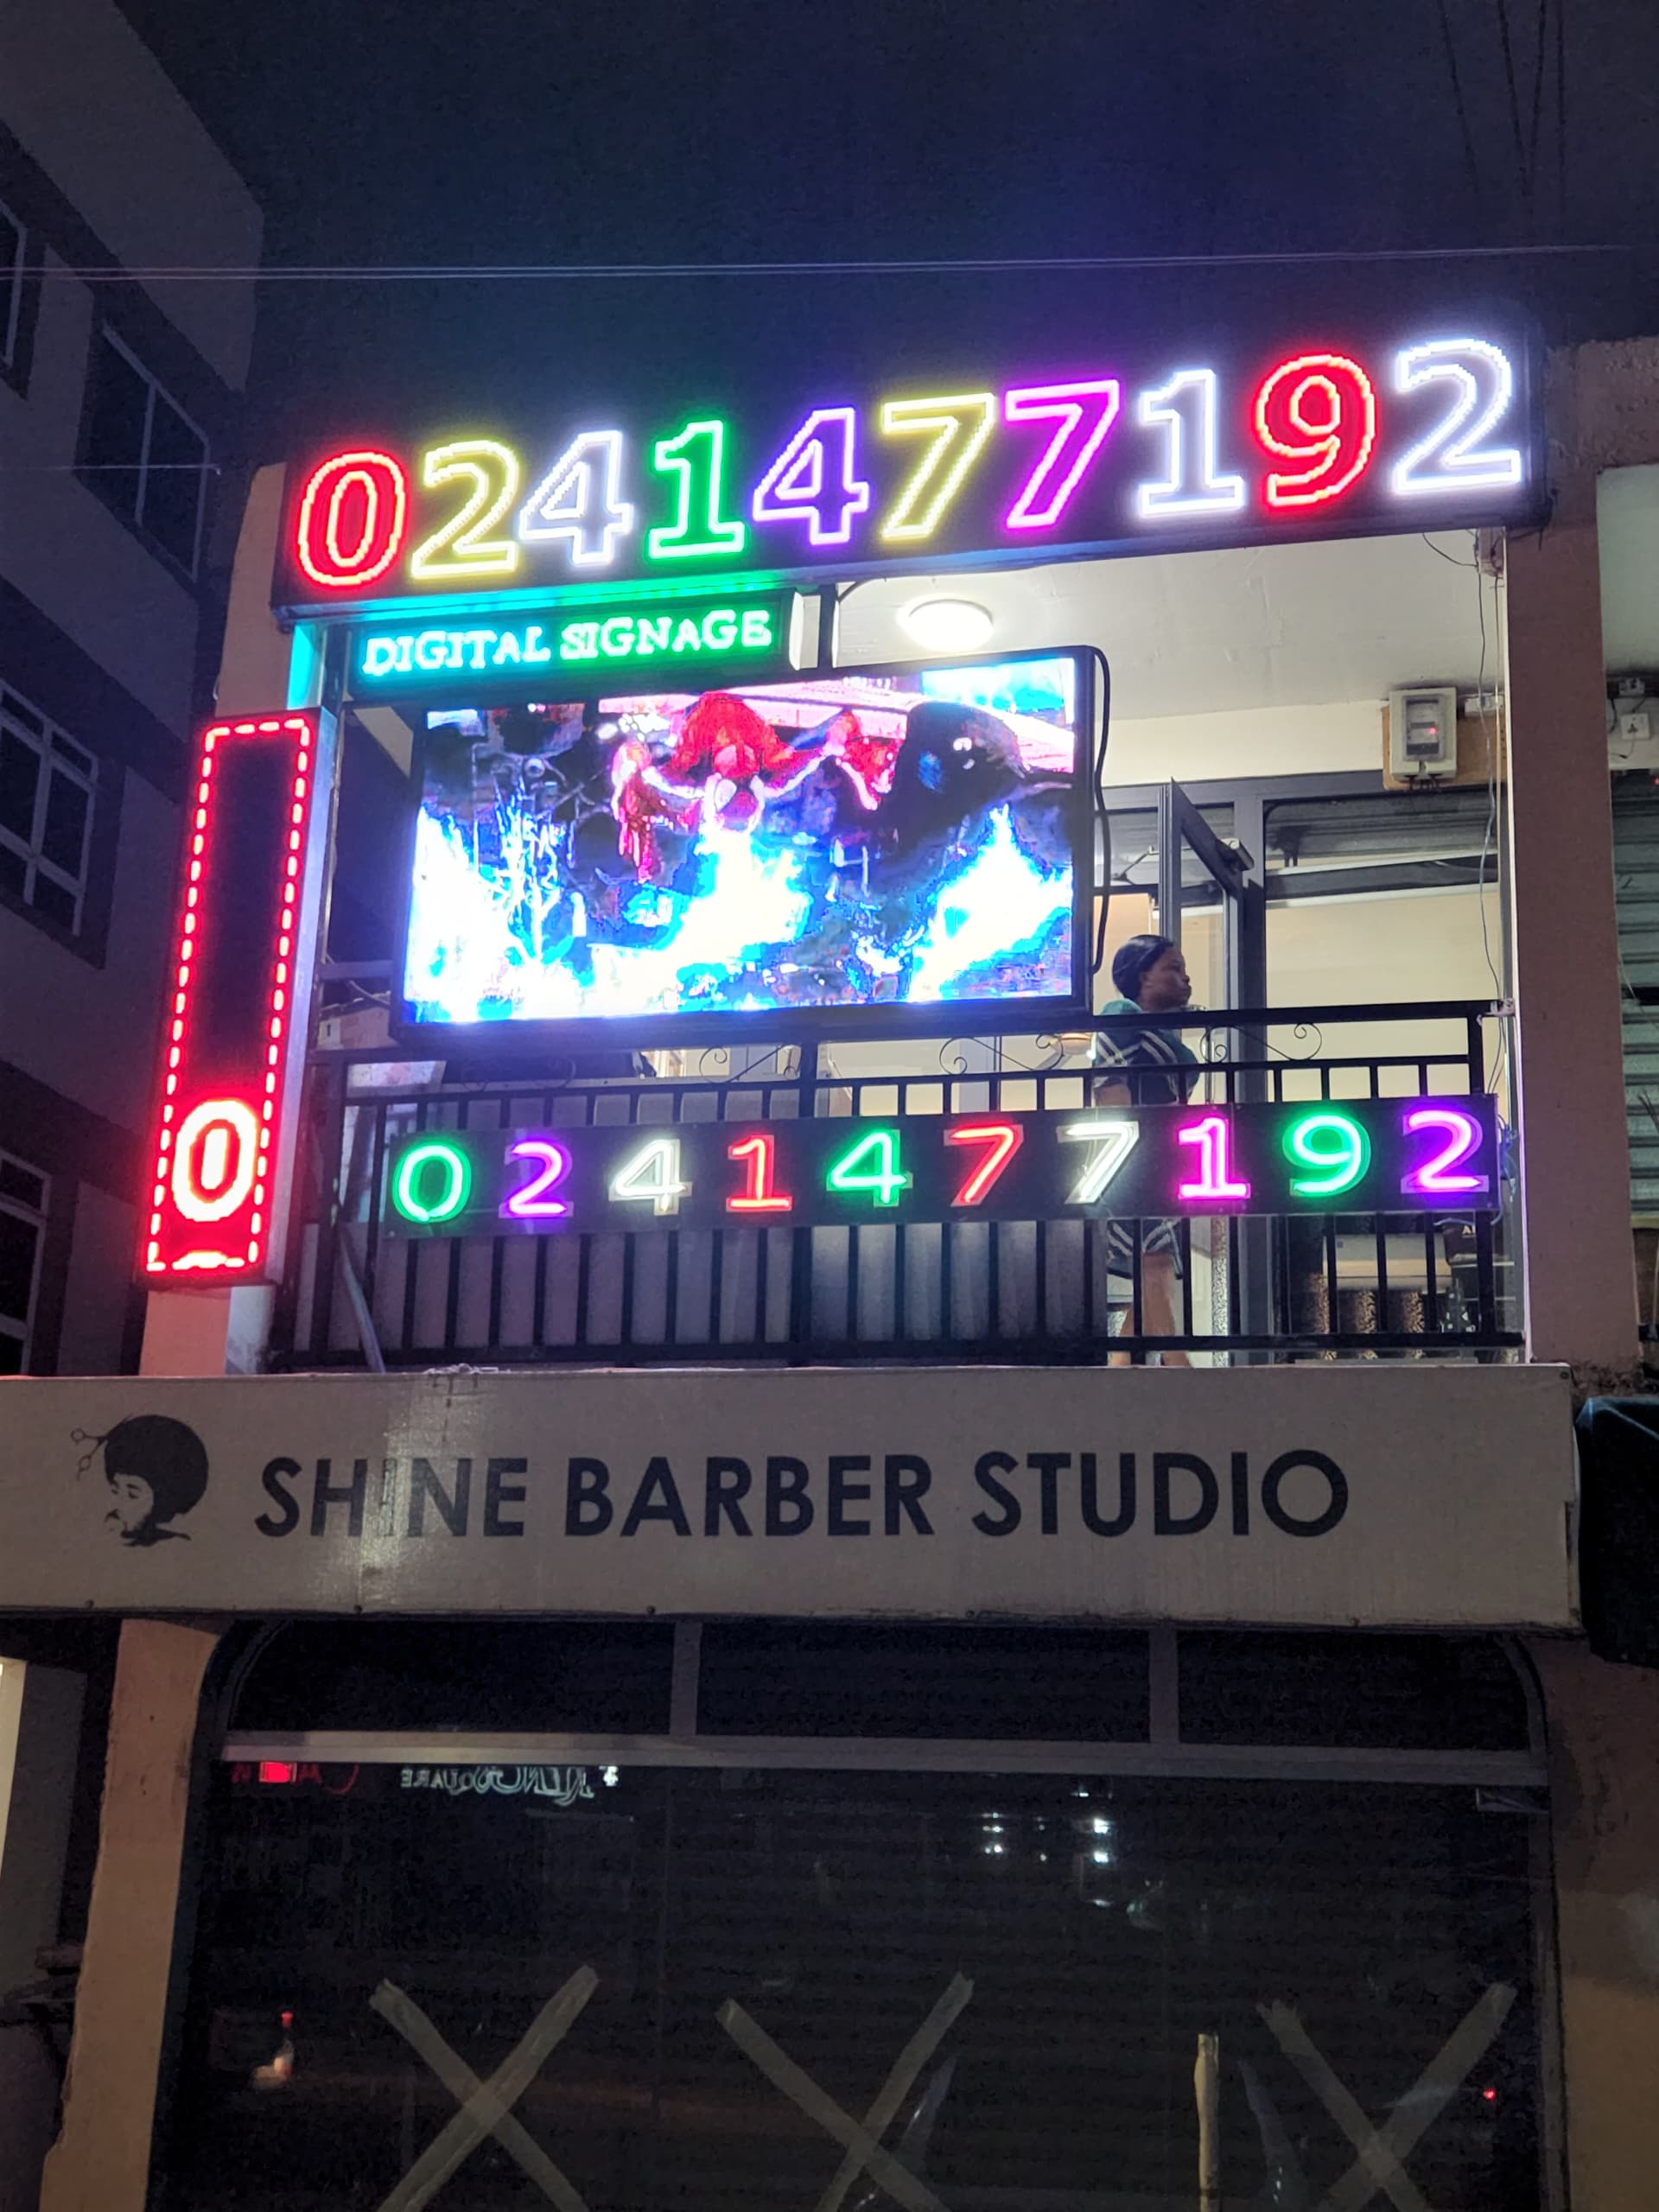 0241477192
DIGITAL SIGNAGE
0
0241477192
SHINE BARBER STUDIO